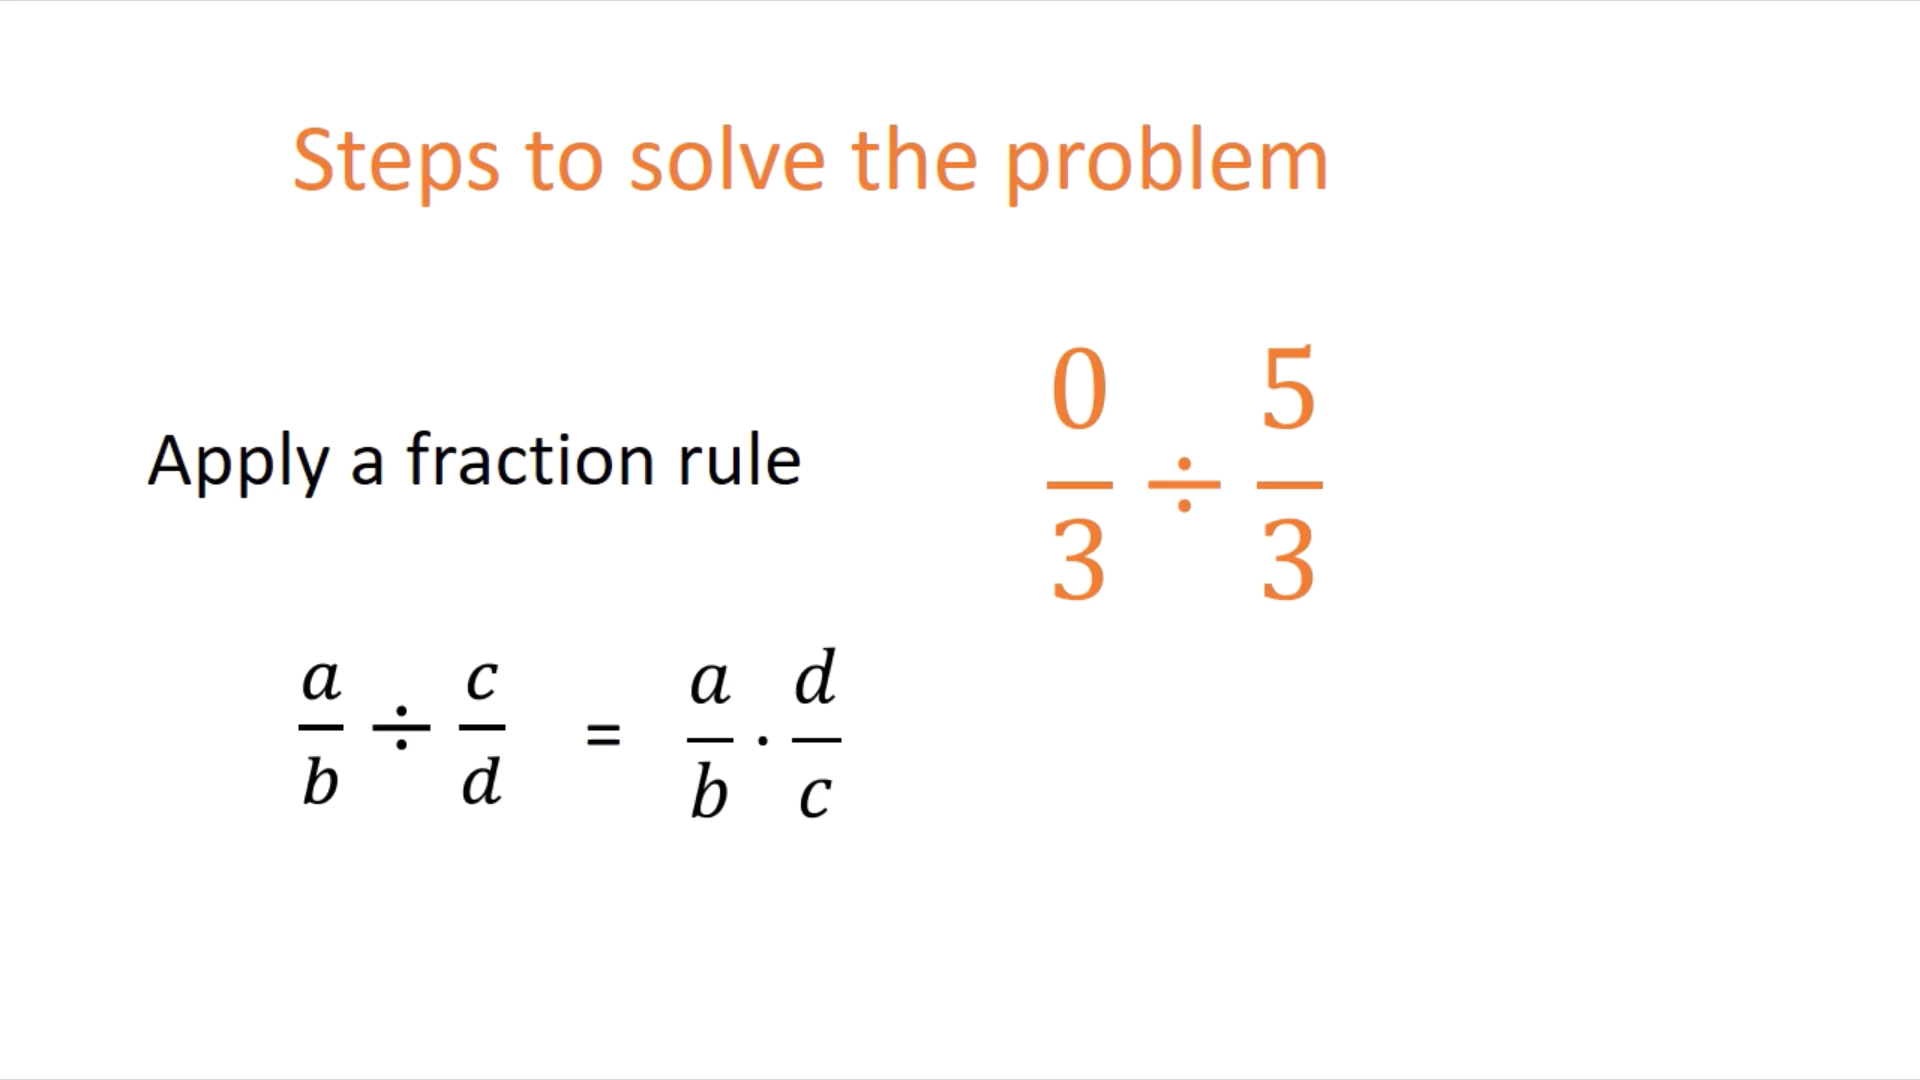 Steps to solve the problem
Apply a fraction rule
0/3 ÷ 5/3
a/b ÷ c/d = a/b · d/c